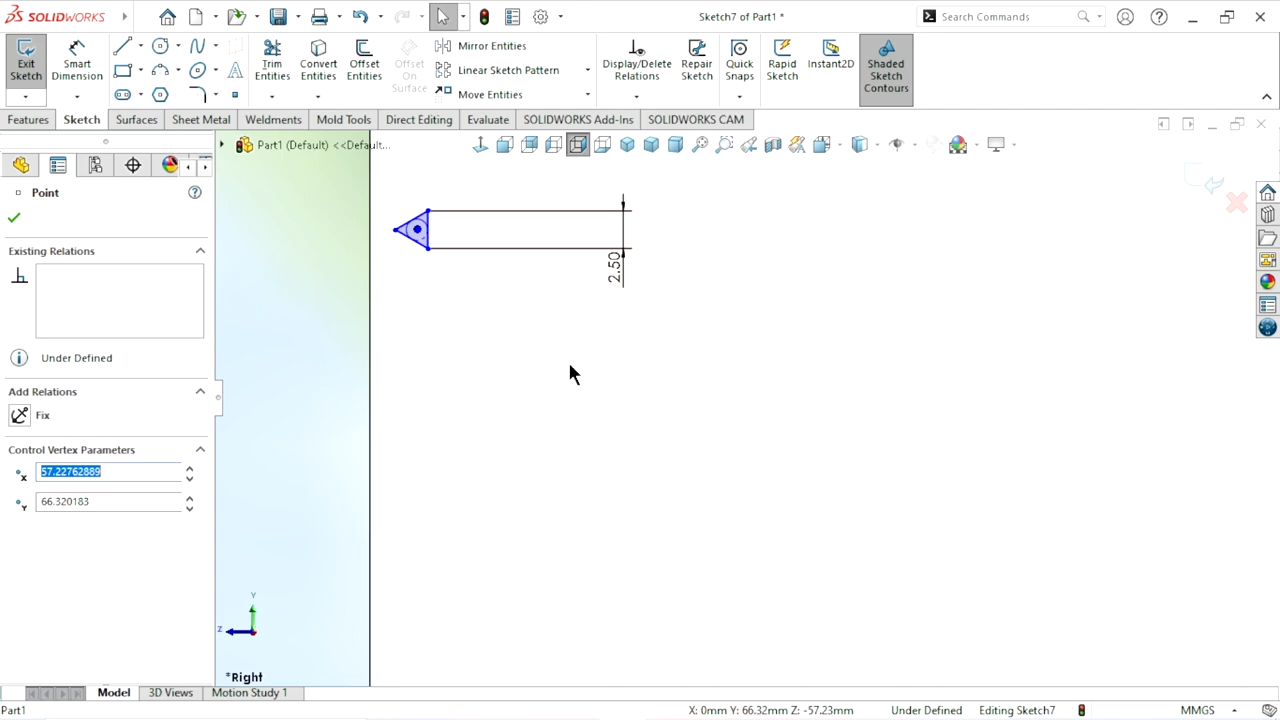 SOLIDWORKS
Sketch7 of Part1 *
Search Commands
Exit Sketch
Smart Dimension
Trim Entities
Convert Entities
Offset Entities
Offset On Surface
Mirror Entities
Linear Sketch Pattern
Move Entities
Display/Delete Relations
Repair Sketch
Quick Snaps
Rapid Sketch
Instant2D
Shaded Sketch Contours
Features
Sketch
Surfaces
Sheet Metal
Weldments
Mold Tools
Direct Editing
Evaluate
SOLIDWORKS Add-Ins
SOLIDWORKS CAM
Part1 (Default) <<Default...
Point
Existing Relations
Under Defined
Add Relations
Fix
Control Vertex Parameters
X
57.22762889
Y
66.320183
2.50
Y
Z
*Right
Model
3D Views
Motion Study 1
Part1
X: 0mm Y: 66.32mm Z: -57.23mm
Under Defined
Editing Sketch7
MMGS